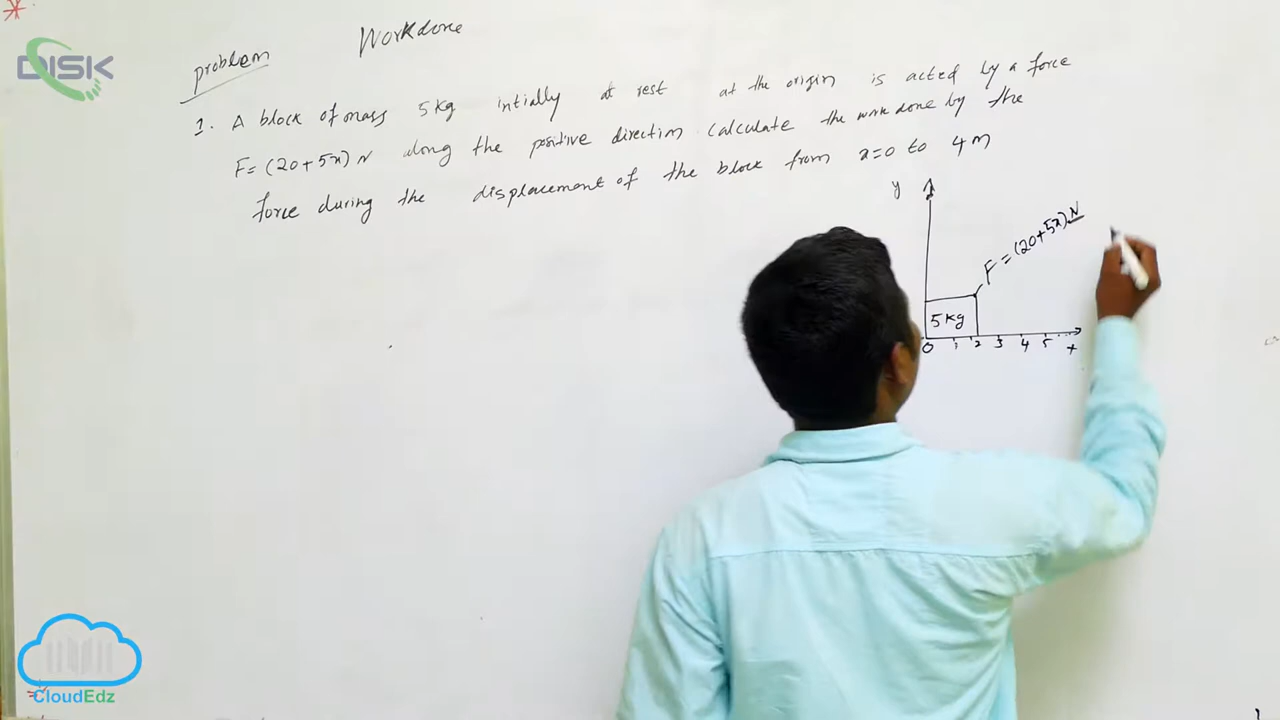 DISK
problem
Workdone
1. A block of mass 5kg intially at rest at the origin is acted by a force
F= (20+5x) N along the positive direction calculate the workdone by the
force during the displacement of the block from x=0 to 4m
y
F = (20+5x) N
5kg
0 1 2 3 4 5 x
CloudEdz